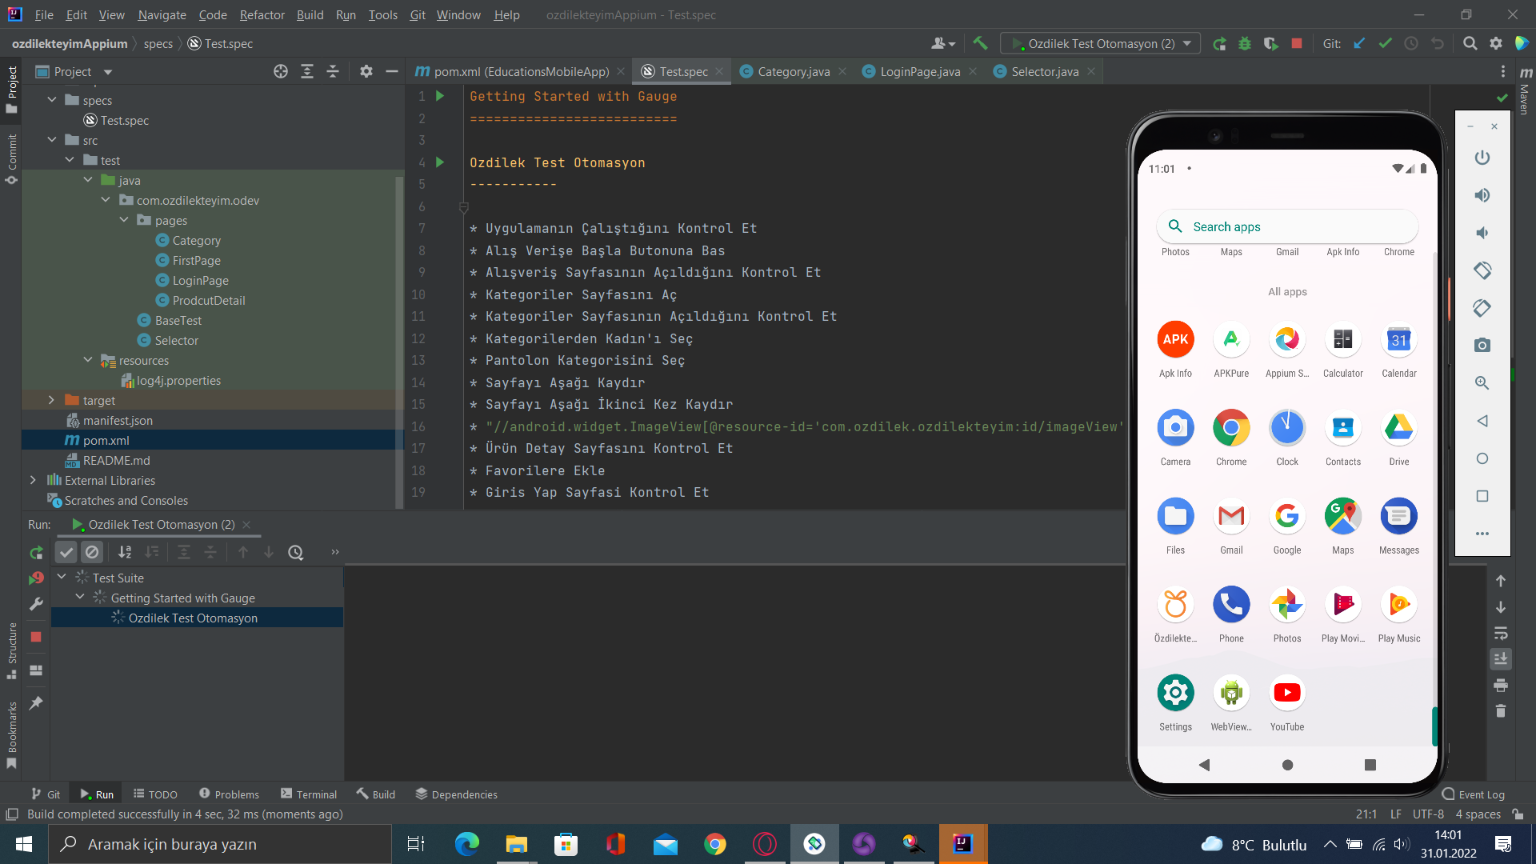 File Edit View Navigate Code Refactor Build Run Tools Git Window Help ozdilekteyimAppium - Test.spec
ozdilekteyimAppium specs Test.spec
Ozdilek Test Otomasyon (2)
Git:
Project
pom.xml (EducationsMobileApp)
Test.spec
Category.java
LoginPage.java
Selector.java
Project
Commit
Structure
Bookmarks
Maven
specs
Test.spec
src
test
java
com.ozdilekteyim.odev
pages
Category
FirstPage
LoginPage
ProdcutDetail
BaseTest
Selector
resources
log4j.properties
target
manifest.json
pom.xml
README.md
External Libraries
Scratches and Consoles
1 Getting Started with Gauge
2 ==========================
3
4 Ozdilek Test Otomasyon
5 -----------
6
7 * Uygulamanın Çalıştığını Kontrol Et
8 * Alış Verişe Başla Butonuna Bas
9 * Alışveriş Sayfasının Açıldığını Kontrol Et
10 * Kategoriler Sayfasını Aç
11 * Kategoriler Sayfasının Açıldığını Kontrol Et
12 * Kategorilerden Kadın'ı Seç
13 * Pantolon Kategorisini Seç
14 * Sayfayı Aşağı Kaydır
15 * Sayfayı Aşağı İkinci Kez Kaydır
16 * "//android.widget.ImageView[@resource-id='com.ozdilek.ozdilekteyim:id/imageView'
17 * Ürün Detay Sayfasını Kontrol Et
18 * Favorilere Ekle
19 * Giris Yap Sayfasi Kontrol Et
11:01
Search apps
Photos Maps Gmail Apk Info Chrome
All apps
APK
31
Apk Info APKPure Appium S... Calculator Calendar
Camera Chrome Clock Contacts Drive
Files Gmail Google Maps Messages
Özdilekte... Phone Photos Play Movi... Play Music
Settings WebView... YouTube
Run: Ozdilek Test Otomasyon (2)
Test Suite
Getting Started with Gauge
Ozdilek Test Otomasyon
Git Run TODO Problems Terminal Build Dependencies Event Log
Build completed successfully in 4 sec, 32 ms (moments ago)
21:1 LF UTF-8 4 spaces
Aramak için buraya yazın
8°C Bulutlu
14:01
31.01.2022